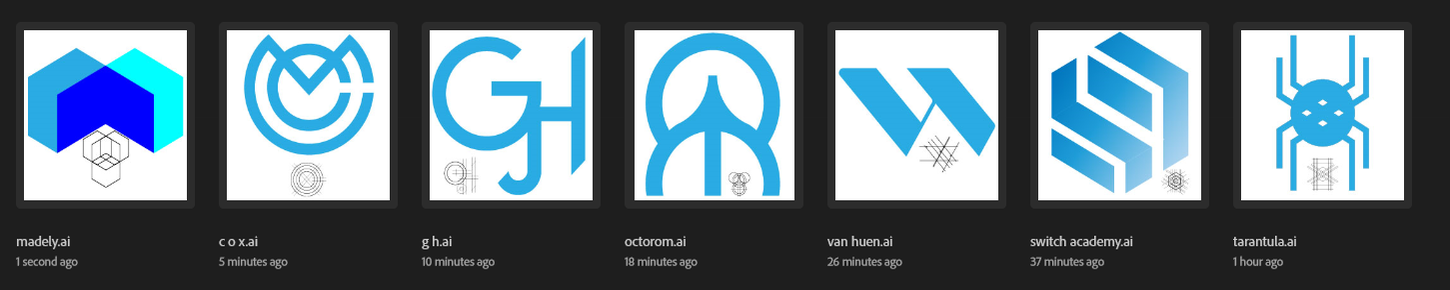 madely.ai
1 second ago
c o x.ai
5 minutes ago
g h.ai
10 minutes ago
octorom.ai
18 minutes ago
van huen.ai
26 minutes ago
switch academy.ai
37 minutes ago
tarantula.ai
1 hour ago